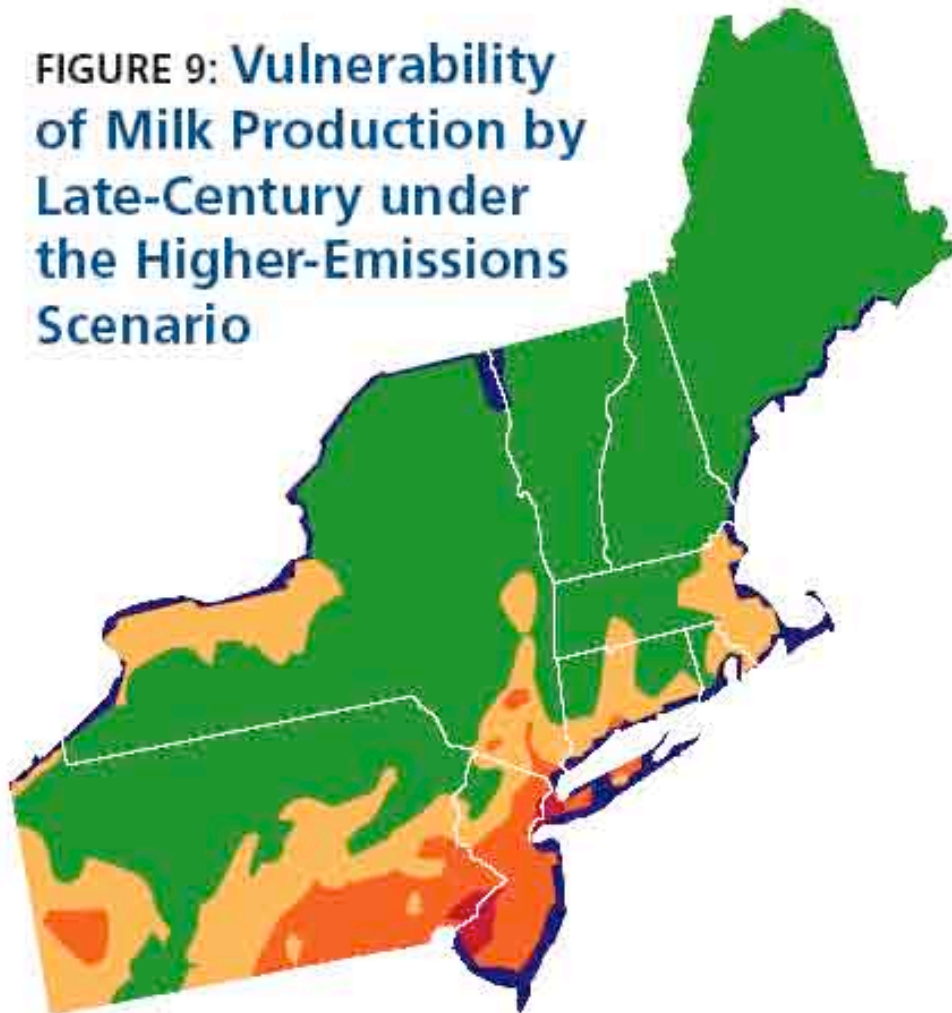 FIGURE 9: Vulnerability
of Milk Production by
Late-Century under
the Higher-Emissions
Scenario